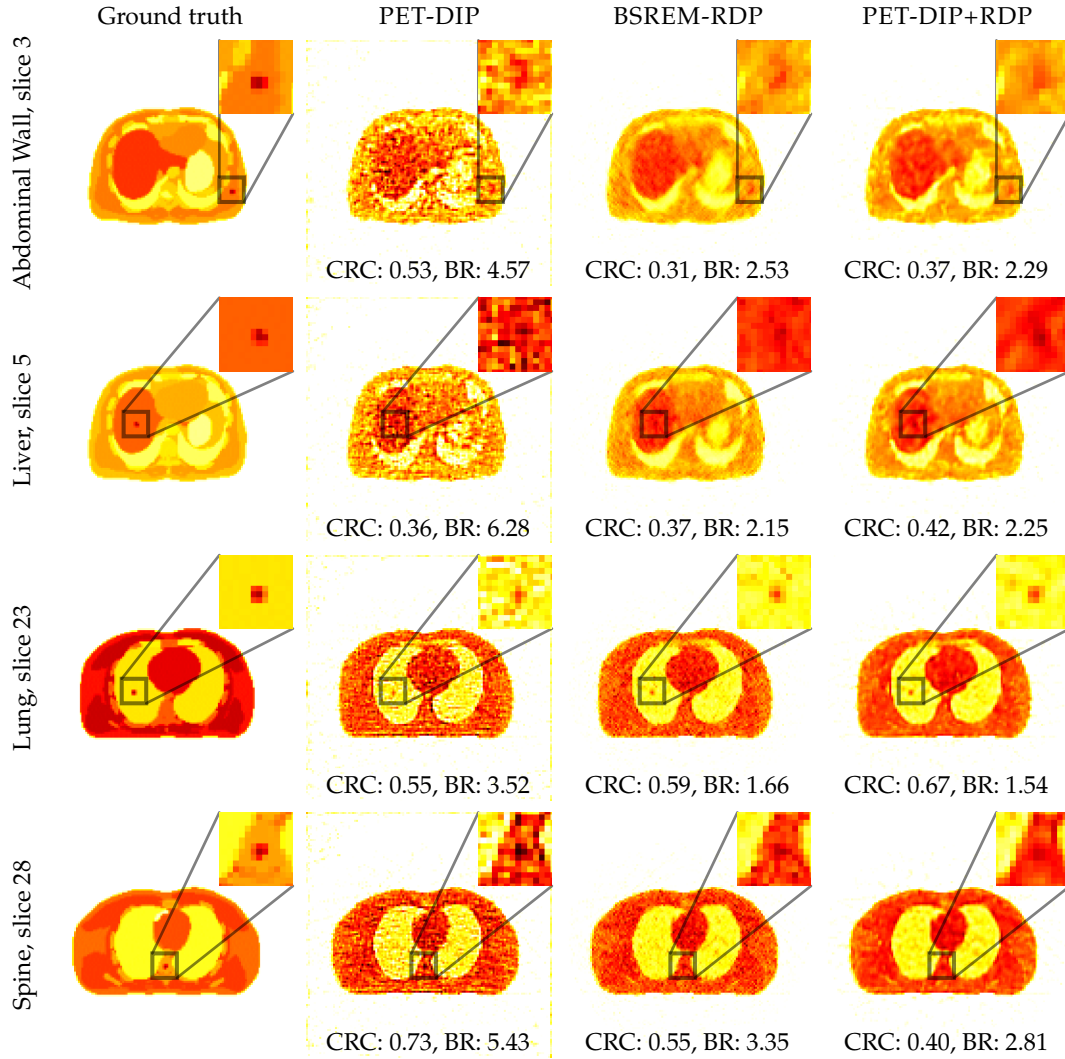 Ground truth PET-DIP BSREM-RDP PET-DIP+RDP
Abdominal Wall, slice 3
CRC: 0.53, BR: 4.57 CRC: 0.31, BR: 2.53 CRC: 0.37, BR: 2.29
Liver, slice 5
CRC: 0.36, BR: 6.28 CRC: 0.37, BR: 2.15 CRC: 0.42, BR: 2.25
Lung, slice 23
CRC: 0.55, BR: 3.52 CRC: 0.59, BR: 1.66 CRC: 0.67, BR: 1.54
Spine, slice 28
CRC: 0.73, BR: 5.43 CRC: 0.55, BR: 3.35 CRC: 0.40, BR: 2.81